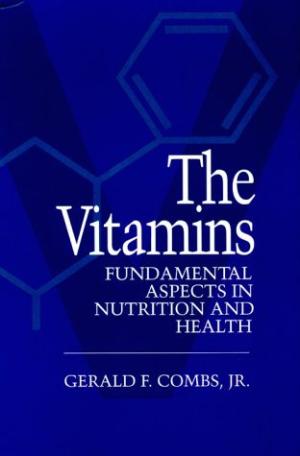 The
Vitamins
FUNDAMENTAL
ASPECTS IN
NUTRITION AND
HEALTH
GERALD F. COMBS, JR.